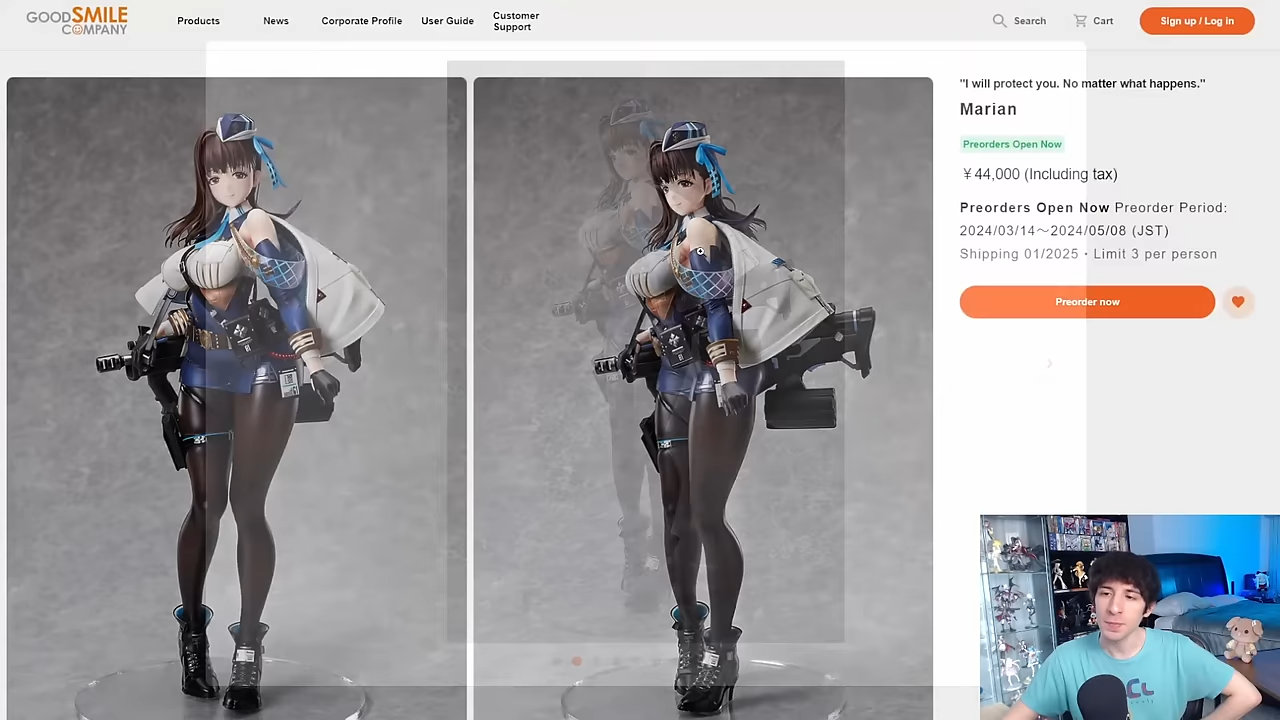 GOODSMILE
COMPANY
Products
News
Corporate Profile
User Guide
Customer
Support
Search
Cart
Sign up / Log in
"I will protect you. No matter what happens."
Marian
Preorders Open Now
¥44,000 (Including tax)
Preorders Open Now Preorder Period:
2024/03/14～2024/05/08 (JST)
Shipping 01/2025・Limit 3 per person
Preorder now